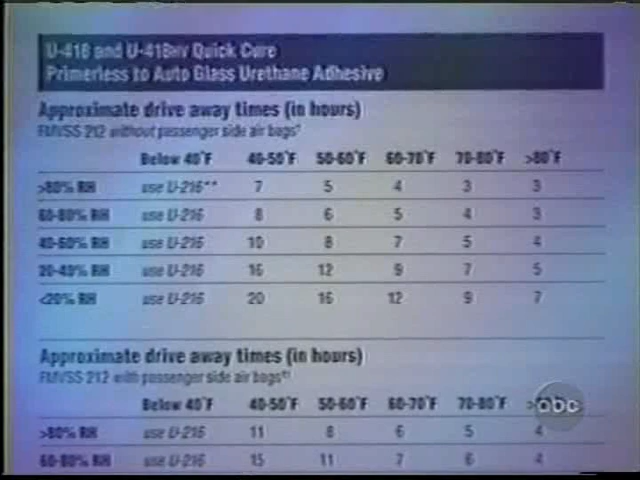 U-418 and U-418HV Quick Cure
Primerless to Auto Glass Urethane Adhesive
Approximate drive away times (in hours)
FMVSS 212 without passenger side air bags*
Below 40°F 40-50°F 50-60°F 60-70°F 70-80°F >80°F
>80% RH use U-216** 7 5 4 3 3
60-80% RH use U-216 8 6 5 4 3
40-60% RH use U-216 10 8 7 5 4
20-40% RH use U-216 16 12 9 7 5
<20% RH use U-216 20 16 12 9 7
Approximate drive away times (in hours)
FMVSS 212 with passenger side air bags*
Below 40°F 40-50°F 50-60°F 60-70°F 70-80°F
abc
>80% RH use U-216 11 8 6 5 4
60-80% RH use U-216 15 11 7 6 4